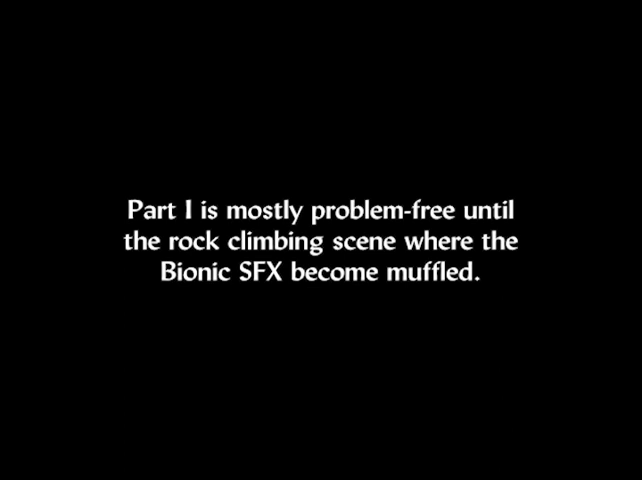 Part I is mostly problem-free until
the rock climbing scene where the
Bionic SFX become muffled.